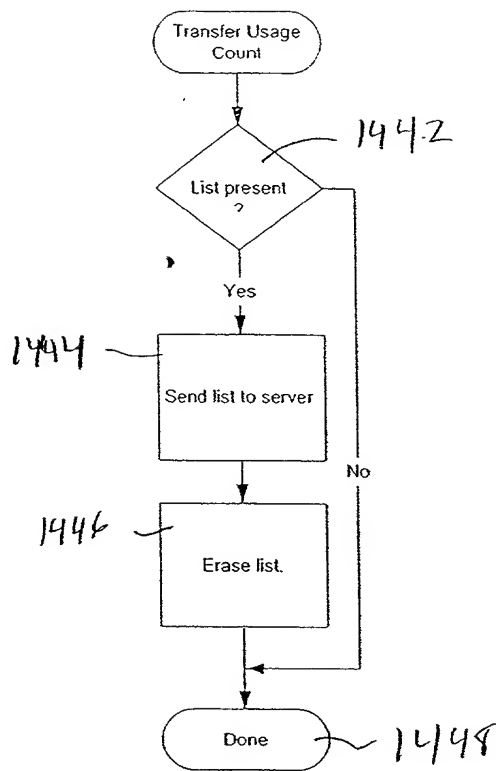 Transfer Usage
Count
1442
List present
?
Yes
1444
Send list to server
No
1446
Erase list.
Done
1448